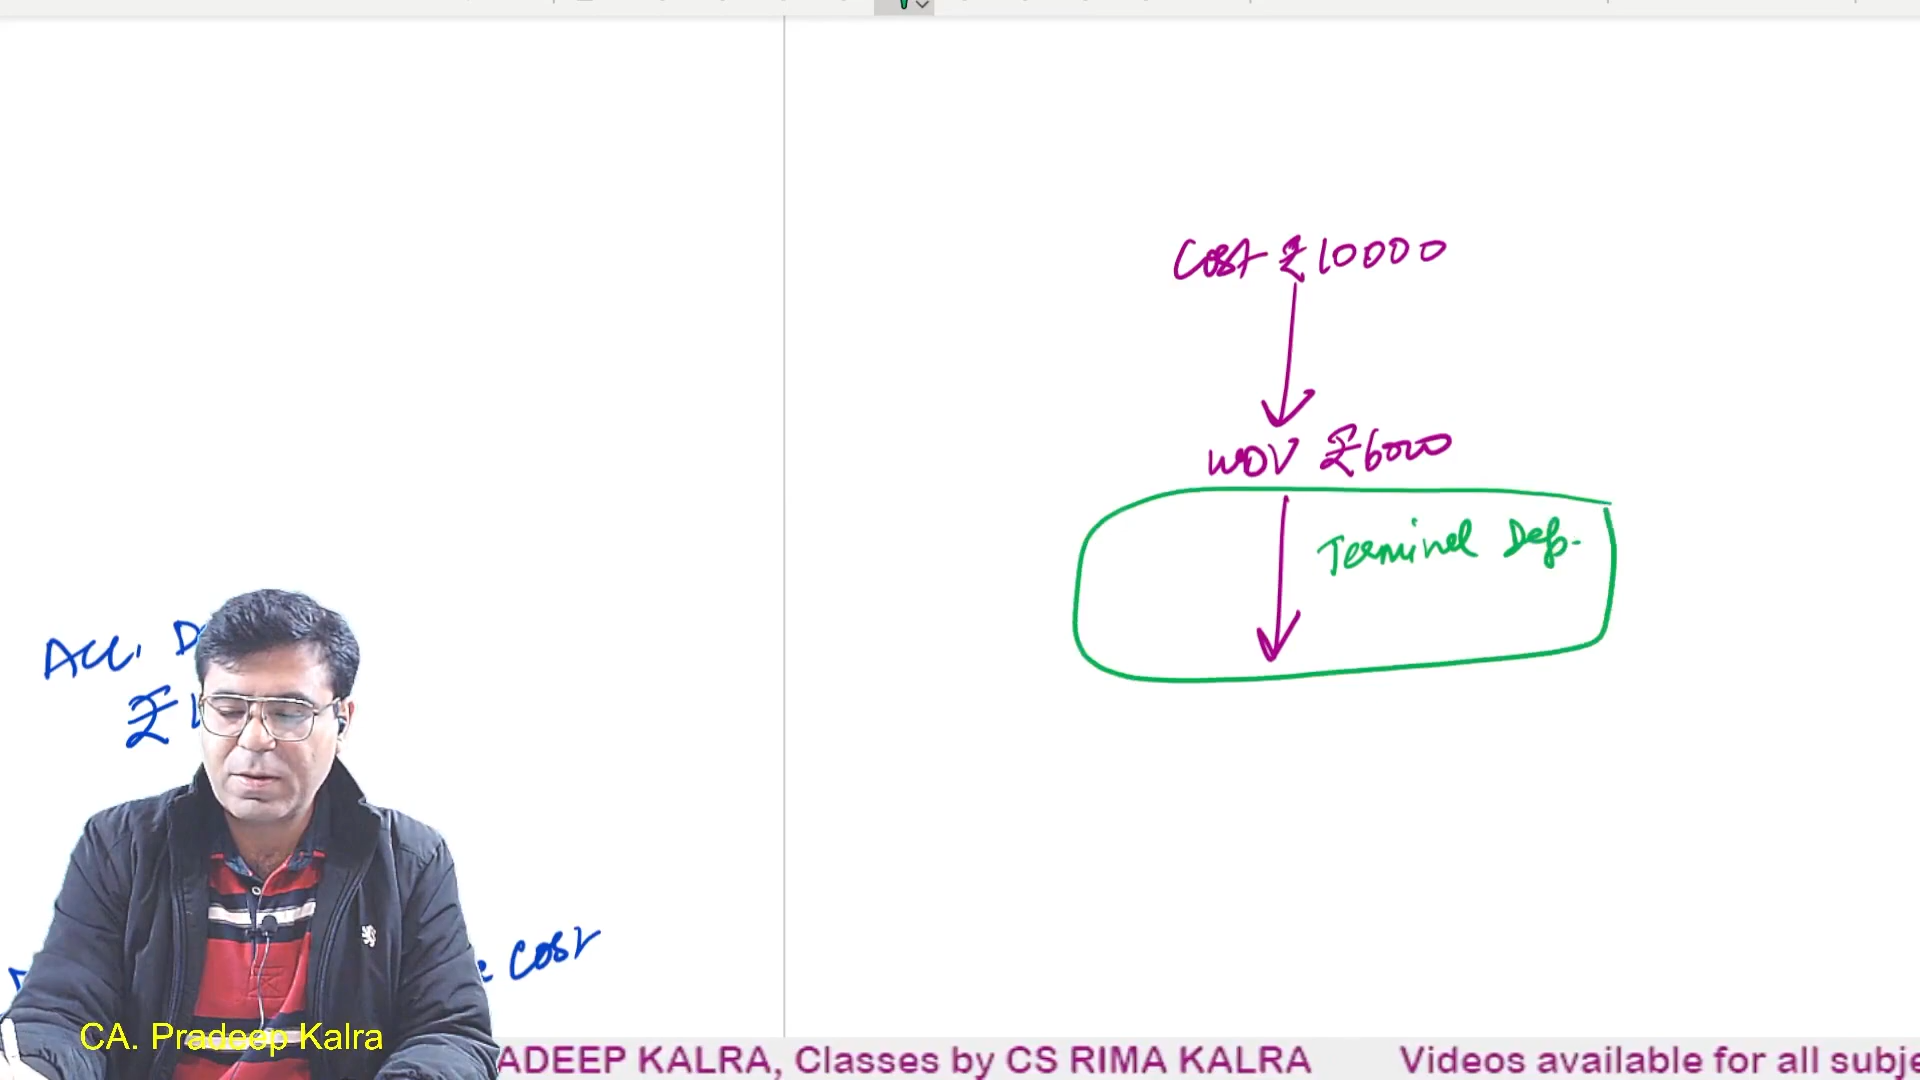 Cost ₹10000
WDV ₹6000
Terminal Dep.
Acc. D
₹1
Cost
CA. Pradeep Kalra
ADEEP KALRA, Classes by CS RIMA KALRA Videos available for all subje